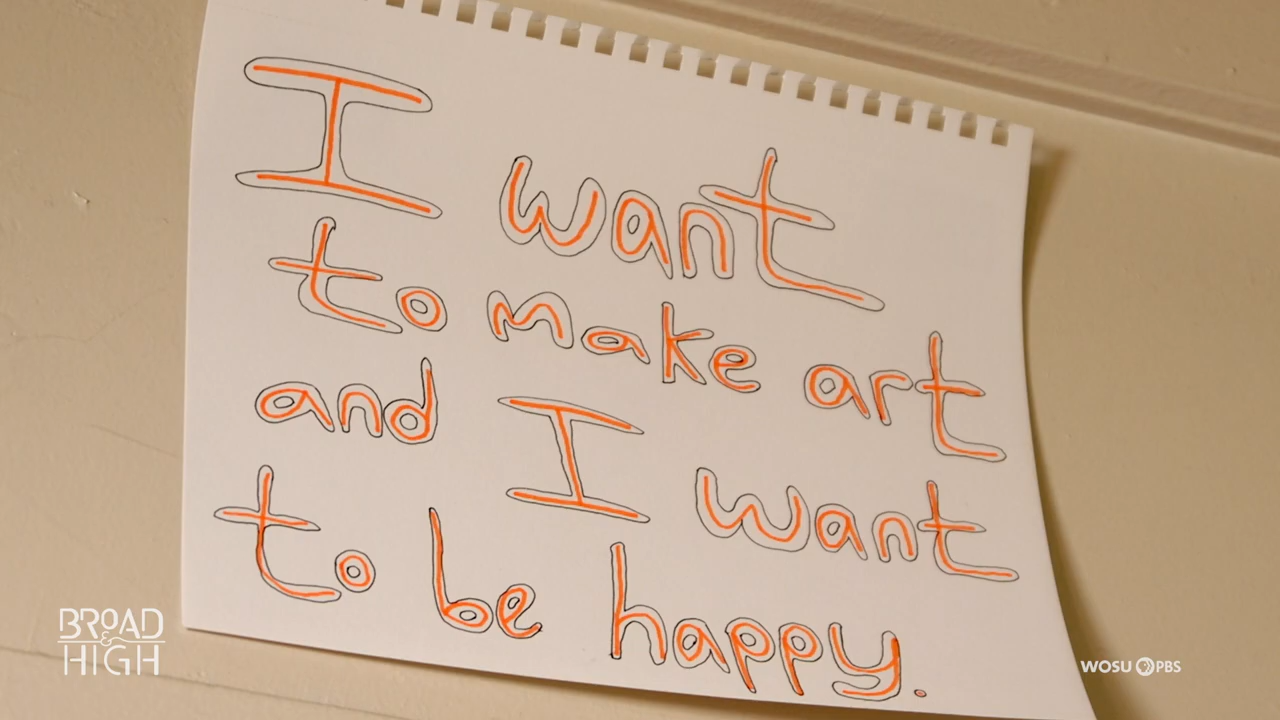 I want
to make art
and I want
to be happy.
BROAD
&
HIGH
WOSU PBS